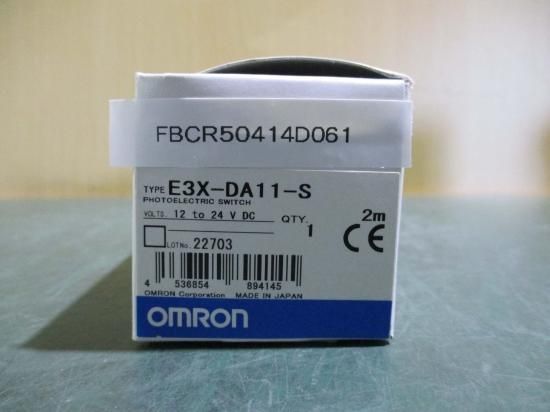 FBCR50414D061
TYPE E3X-DA11-S
PHOTOELECTRIC SWITCH
VOLTS. 12 to 24 V DC QTY. 1 2m
LOT No. 22703 CE
4 536854 894145
OMRON Corporation MADE IN JAPAN
OMRON